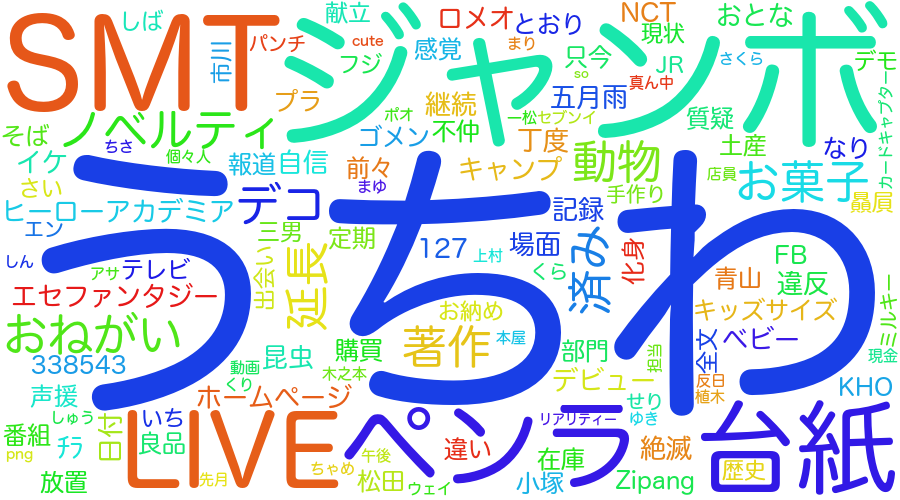 献立
ロメオ
とおり
NCT
おとな
しば
SMT
市川
パンチ
cute
感覚
まり
只今
現状
さくら
デモ
フジ
ジャンボ
so
JR
真ん中
プラ
継続
五月雨
ポオ
一松
セブンイ
質疑
カードキャプター
そば
ノベルティ
ちさ
ゴメン
不仲
丁度
土産
なり
イケ
個々人
報道
自信
前々
キャンプ
動物
店員
お菓子
さい
デコ
まゆ
手作り
贔屓
ヒーローアカデミア
記録
エン
三男
定期
127
上村
場面
済み
化身
FB
しん
アサ
テレビ
出会い
延長
くら
青山
違反
エセファンタジー
うちわ
お納め
キッズサイズ
ミルキー
おねがい
著作
本屋
購買
部門
担当
全文
ベビー
現金
338543
動画
昆虫
木之本
くり
デビュー
反日
植木
KHO
声援
ホームページ
せり
しゅう
いち
LIVE
ペンラ
リアリティー
ゆき
台紙
番組
png
ﾁﾗ
日付
良品
違い
絶滅
午後
在庫
歴史
放置
先月
ちゃめ
松田
ウェイ
小塚
Zipang